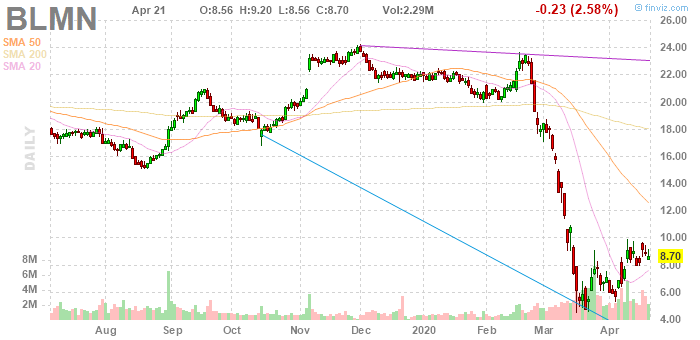 © finviz.com
BLMN Apr 21 O:8.56 H:9.20 L:8.56 C:8.70 Vol:2.29M -0.23 (2.58%)
SMA 50
SMA 200
SMA 20
DAILY
26.00
24.00
22.00
20.00
18.00
16.00
14.00
12.00
10.00
8.70
8.00
6.00
4.00
8M
6M
4M
2M
Aug Sep Oct Nov Dec 2020 Feb Mar Apr